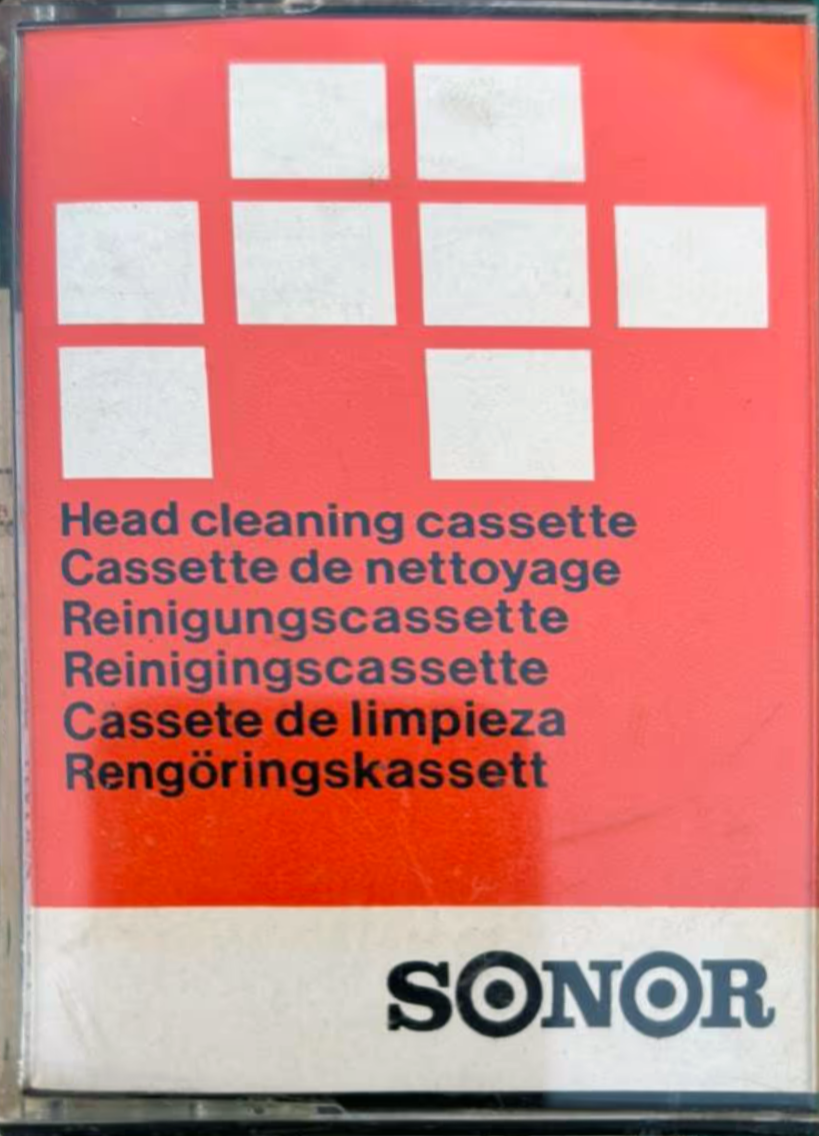 Head cleaning cassette
Cassette de nettoyage
Reinigungscassette
Reinigingscassette
Cassete de limpieza
Rengöringskassett
SONOR